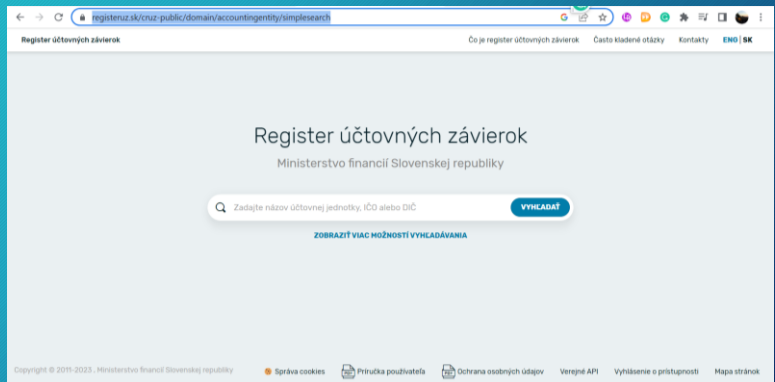 registeruz.sk/cruz-public/domain/accountingentity/simplesearch
Register účtovných závierok Čo je register účtovných závierok Často kladené otázky Kontakty ENG | SK
Register účtovných závierok
Ministerstvo financií Slovenskej republiky
Zadajte názov účtovnej jednotky, IČO alebo DIČ VYHĽADAŤ
ZOBRAZIŤ VIAC MOŽNOSTÍ VYHĽADÁVANIA
Copyright © 2011-2023 . Ministerstvo financií Slovenskej republiky Správa cookies Príručka používateľa Ochrana osobných údajov Verejné API Vyhlásenie o prístupnosti Mapa stránok